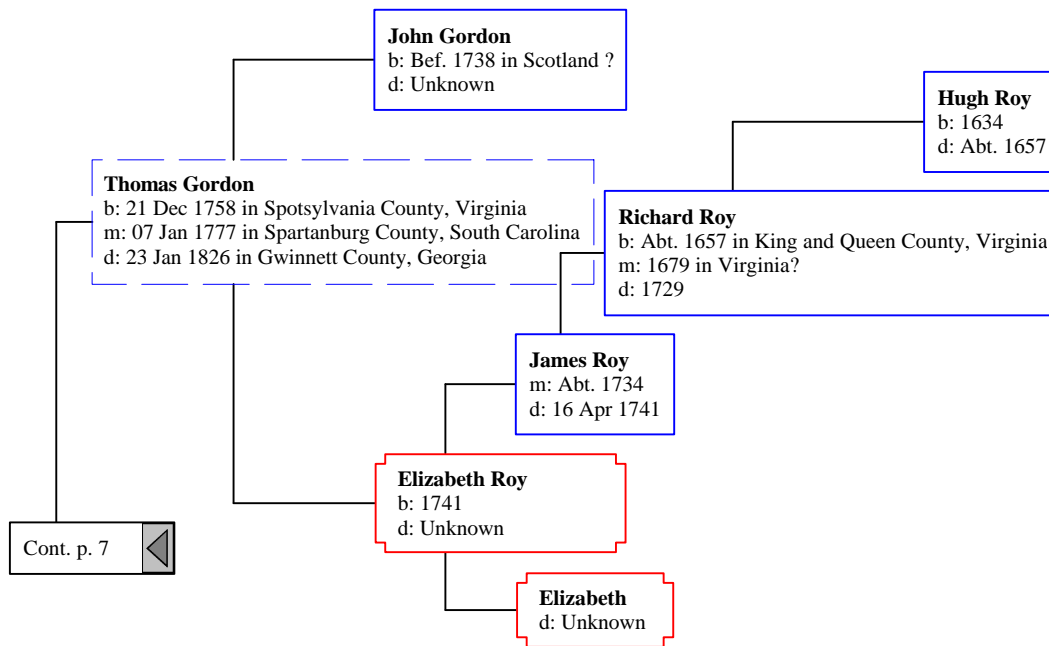 John Gordon
b: Bef. 1738 in Scotland ?
d: Unknown
Hugh Roy
b: 1634
d: Abt. 1657
Thomas Gordon
b: 21 Dec 1758 in Spotsylvania County, Virginia
m: 07 Jan 1777 in Spartanburg County, South Carolina
d: 23 Jan 1826 in Gwinnett County, Georgia
Richard Roy
b: Abt. 1657 in King and Queen County, Virginia
m: 1679 in Virginia?
d: 1729
James Roy
m: Abt. 1734
d: 16 Apr 1741
Elizabeth Roy
b: 1741
d: Unknown
Cont. p. 7
Elizabeth
d: Unknown